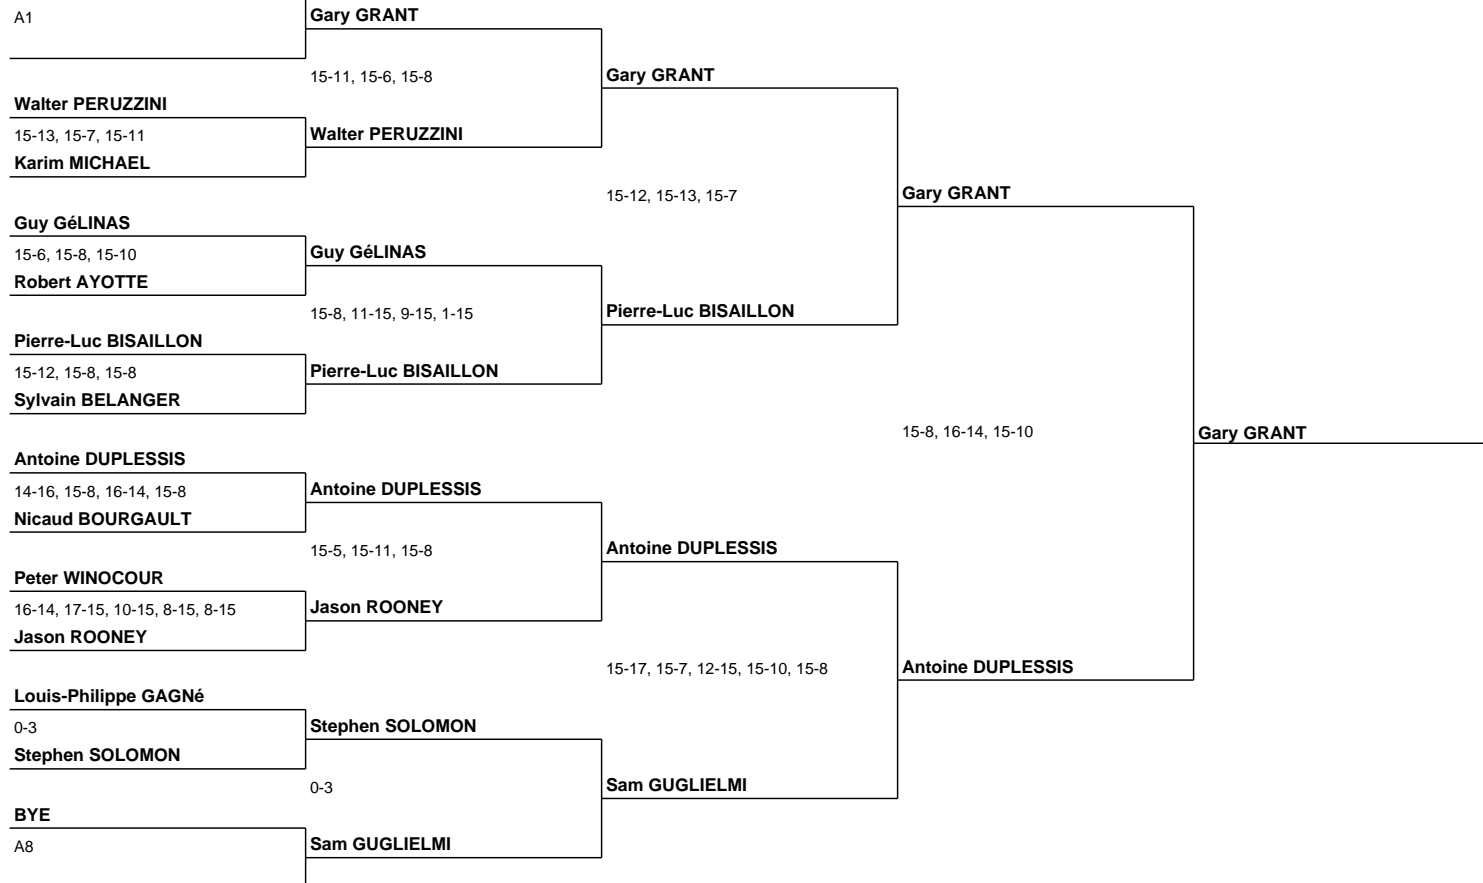 A1
Gary GRANT
15-11, 15-6, 15-8
Gary GRANT
Walter PERUZZINI
15-13, 15-7, 15-11
Walter PERUZZINI
Karim MICHAEL
15-12, 15-13, 15-7
Gary GRANT
Guy GéLINAS
15-6, 15-8, 15-10
Guy GéLINAS
Robert AYOTTE
15-8, 11-15, 9-15, 1-15
Pierre-Luc BISAILLON
Pierre-Luc BISAILLON
15-12, 15-8, 15-8
Pierre-Luc BISAILLON
Sylvain BELANGER
15-8, 16-14, 15-10
Gary GRANT
Antoine DUPLESSIS
14-16, 15-8, 16-14, 15-8
Antoine DUPLESSIS
Nicaud BOURGAULT
15-5, 15-11, 15-8
Antoine DUPLESSIS
Peter WINOCOUR
16-14, 17-15, 10-15, 8-15, 8-15
Jason ROONEY
Jason ROONEY
15-17, 15-7, 12-15, 15-10, 15-8
Antoine DUPLESSIS
Louis-Philippe GAGNé
0-3
Stephen SOLOMON
Stephen SOLOMON
0-3
Sam GUGLIELMI
BYE
A8
Sam GUGLIELMI